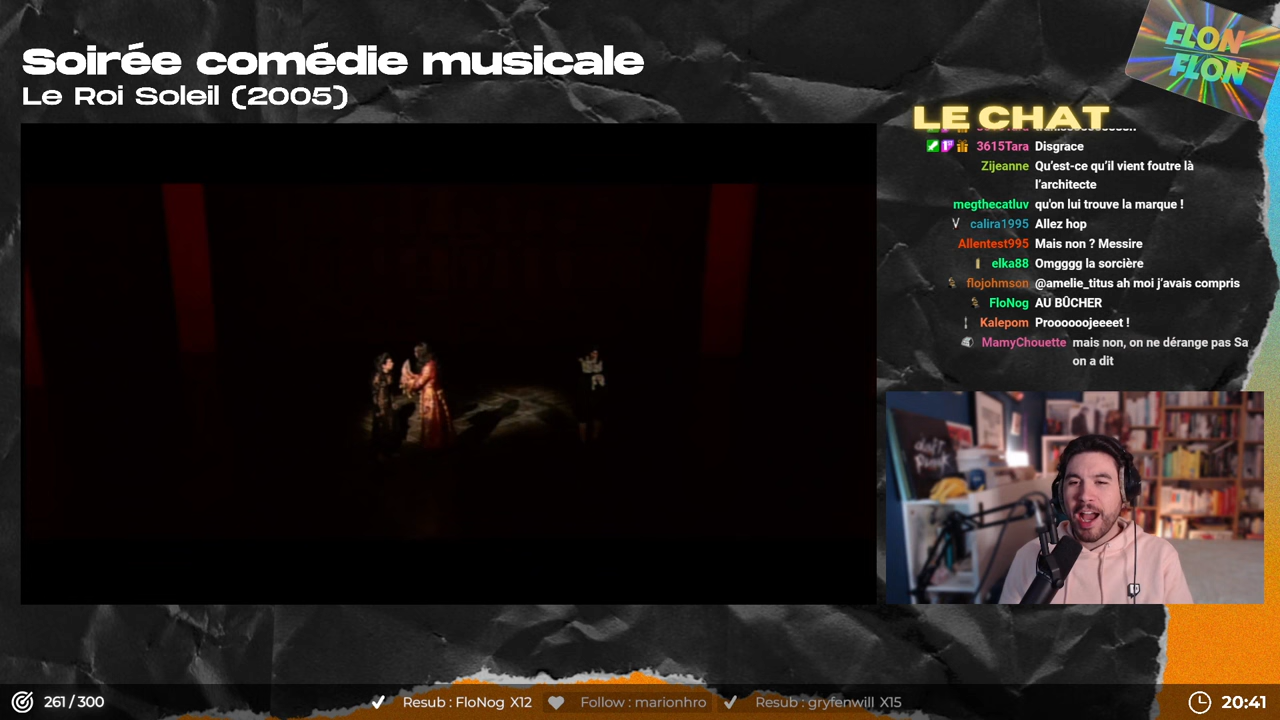 Soirée comédie musicale
Le Roi Soleil (2005)
FLON
FLON
LE CHAT
3615Tara Disgrace
Zijeanne Qu'est-ce qu'il vient foutre là
l'architecte
megthecatluv qu'on lui trouve la marque !
calira1995 Allez hop
Allentest995 Mais non ? Messire
elka88 Omgggg la sorcière
flojohmson @amelie_titus ah moi j'avais compris
FloNog AU BÛCHER
Kalepom Proooooojeeeet !
MamyChouette mais non, on ne dérange pas Sa
on a dit
daft
punk
261 / 300
Resub : FloNog X12
Follow : marionhro
Resub : gryfenwill X15
20:41